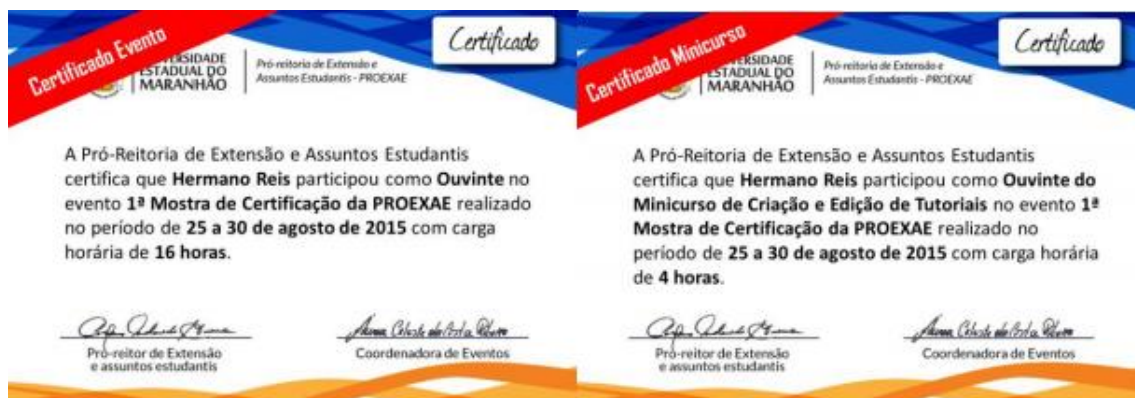 Certificado Evento
Certificado
ESTADUAL DO
MARANHÃO
Pró-reitoria de Extensão e
Assuntos Estudantis - PROEXAE
A Pró-Reitoria de Extensão e Assuntos Estudantis
certifica que Hermano Reis participou como Ouvinte no
evento 1ª Mostra de Certificação da PROEXAE realizado
no período de 25 a 30 de agosto de 2015 com carga
horária de 16 horas.
Pró-reitor de Extensão
e assuntos estudantis
Coordenadora de Eventos
Certificado Minicurso
Certificado
ESTADUAL DO
MARANHÃO
Pró-reitoria de Extensão e
Assuntos Estudantis - PROEXAE
A Pró-Reitoria de Extensão e Assuntos Estudantis
certifica que Hermano Reis participou como Ouvinte do
Minicurso de Criação e Edição de Tutoriais no evento 1ª
Mostra de Certificação da PROEXAE realizado no
período de 25 a 30 de agosto de 2015 com carga horária
de 4 horas.
Pró-reitor de Extensão
e assuntos estudantis
Coordenadora de Eventos